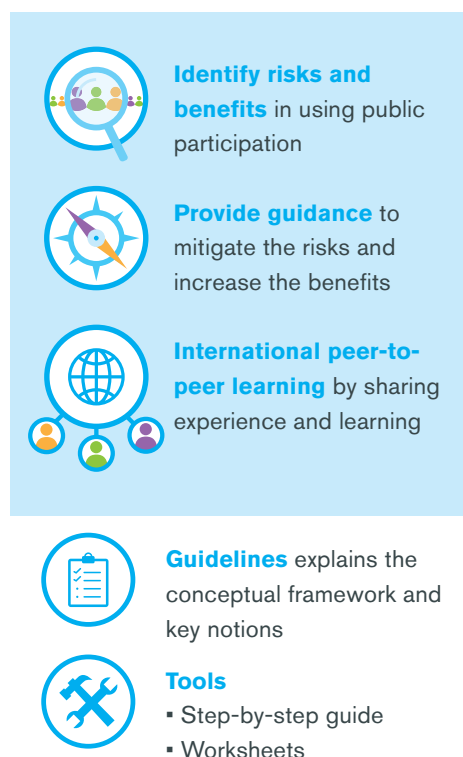 Identify risks and
benefits in using public
participation
Provide guidance to
mitigate the risks and
increase the benefits
International peer-to-
peer learning by sharing
experience and learning
Guidelines explains the
conceptual framework and
key notions
Tools
▪ Step-by-step guide
▪ Worksheets